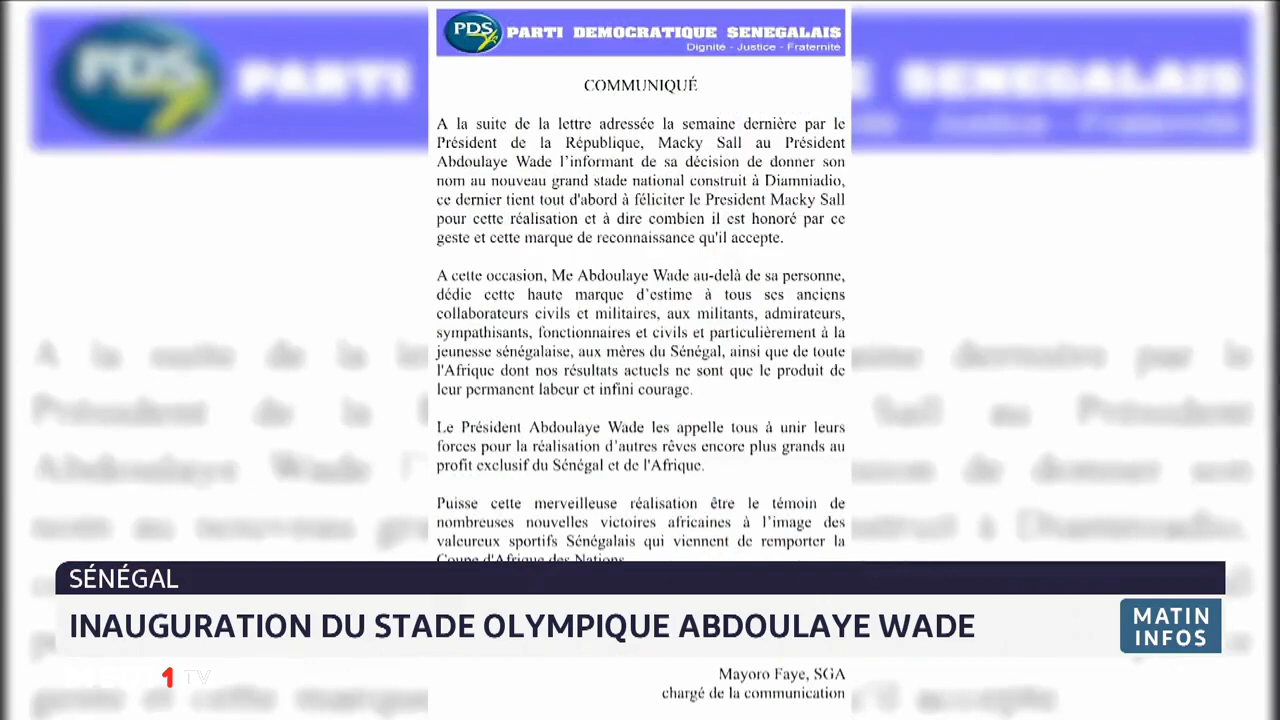 PDS
PARTI DEMOCRATIQUE SENEGALAIS
Dignité - Justice - Fraternité
COMMUNIQUÉ
A la suite de la lettre adressée la semaine dernière par le
Président de la République, Macky Sall au Président
Abdoulaye Wade l'informant de sa décision de donner son
nom au nouveau grand stade national construit à Diamniadio,
ce dernier tient tout d'abord à féliciter le President Macky Sall
pour cette réalisation et à dire combien il est honoré par ce
geste et cette marque de reconnaissance qu'il accepte.
A cette occasion, Me Abdoulaye Wade au-delà de sa personne,
dédie cette haute marque d'estime à tous ses anciens
collaborateurs civils et militaires, aux militants, admirateurs,
sympathisants, fonctionnaires et civils et particulièrement à la
jeunesse sénégalaise, aux mères du Sénégal, ainsi que de toute
l'Afrique dont nos résultats actuels ne sont que le produit de
leur permanent labeur et infini courage.
Le Président Abdoulaye Wade les appelle tous à unir leurs
forces pour la réalisation d'autres rêves encore plus grands au
profit exclusif du Sénégal et de l'Afrique.
Puisse cette merveilleuse réalisation être le témoin de
nombreuses nouvelles victoires africaines à l'image des
valeureux sportifs Sénégalais qui viennent de remporter la
Coupe d'Afrique des Nations
SÉNÉGAL
INAUGURATION DU STADE OLYMPIQUE ABDOULAYE WADE
MATIN
INFOS
1 TV
Mayoro Faye, SGA
chargé de la communication